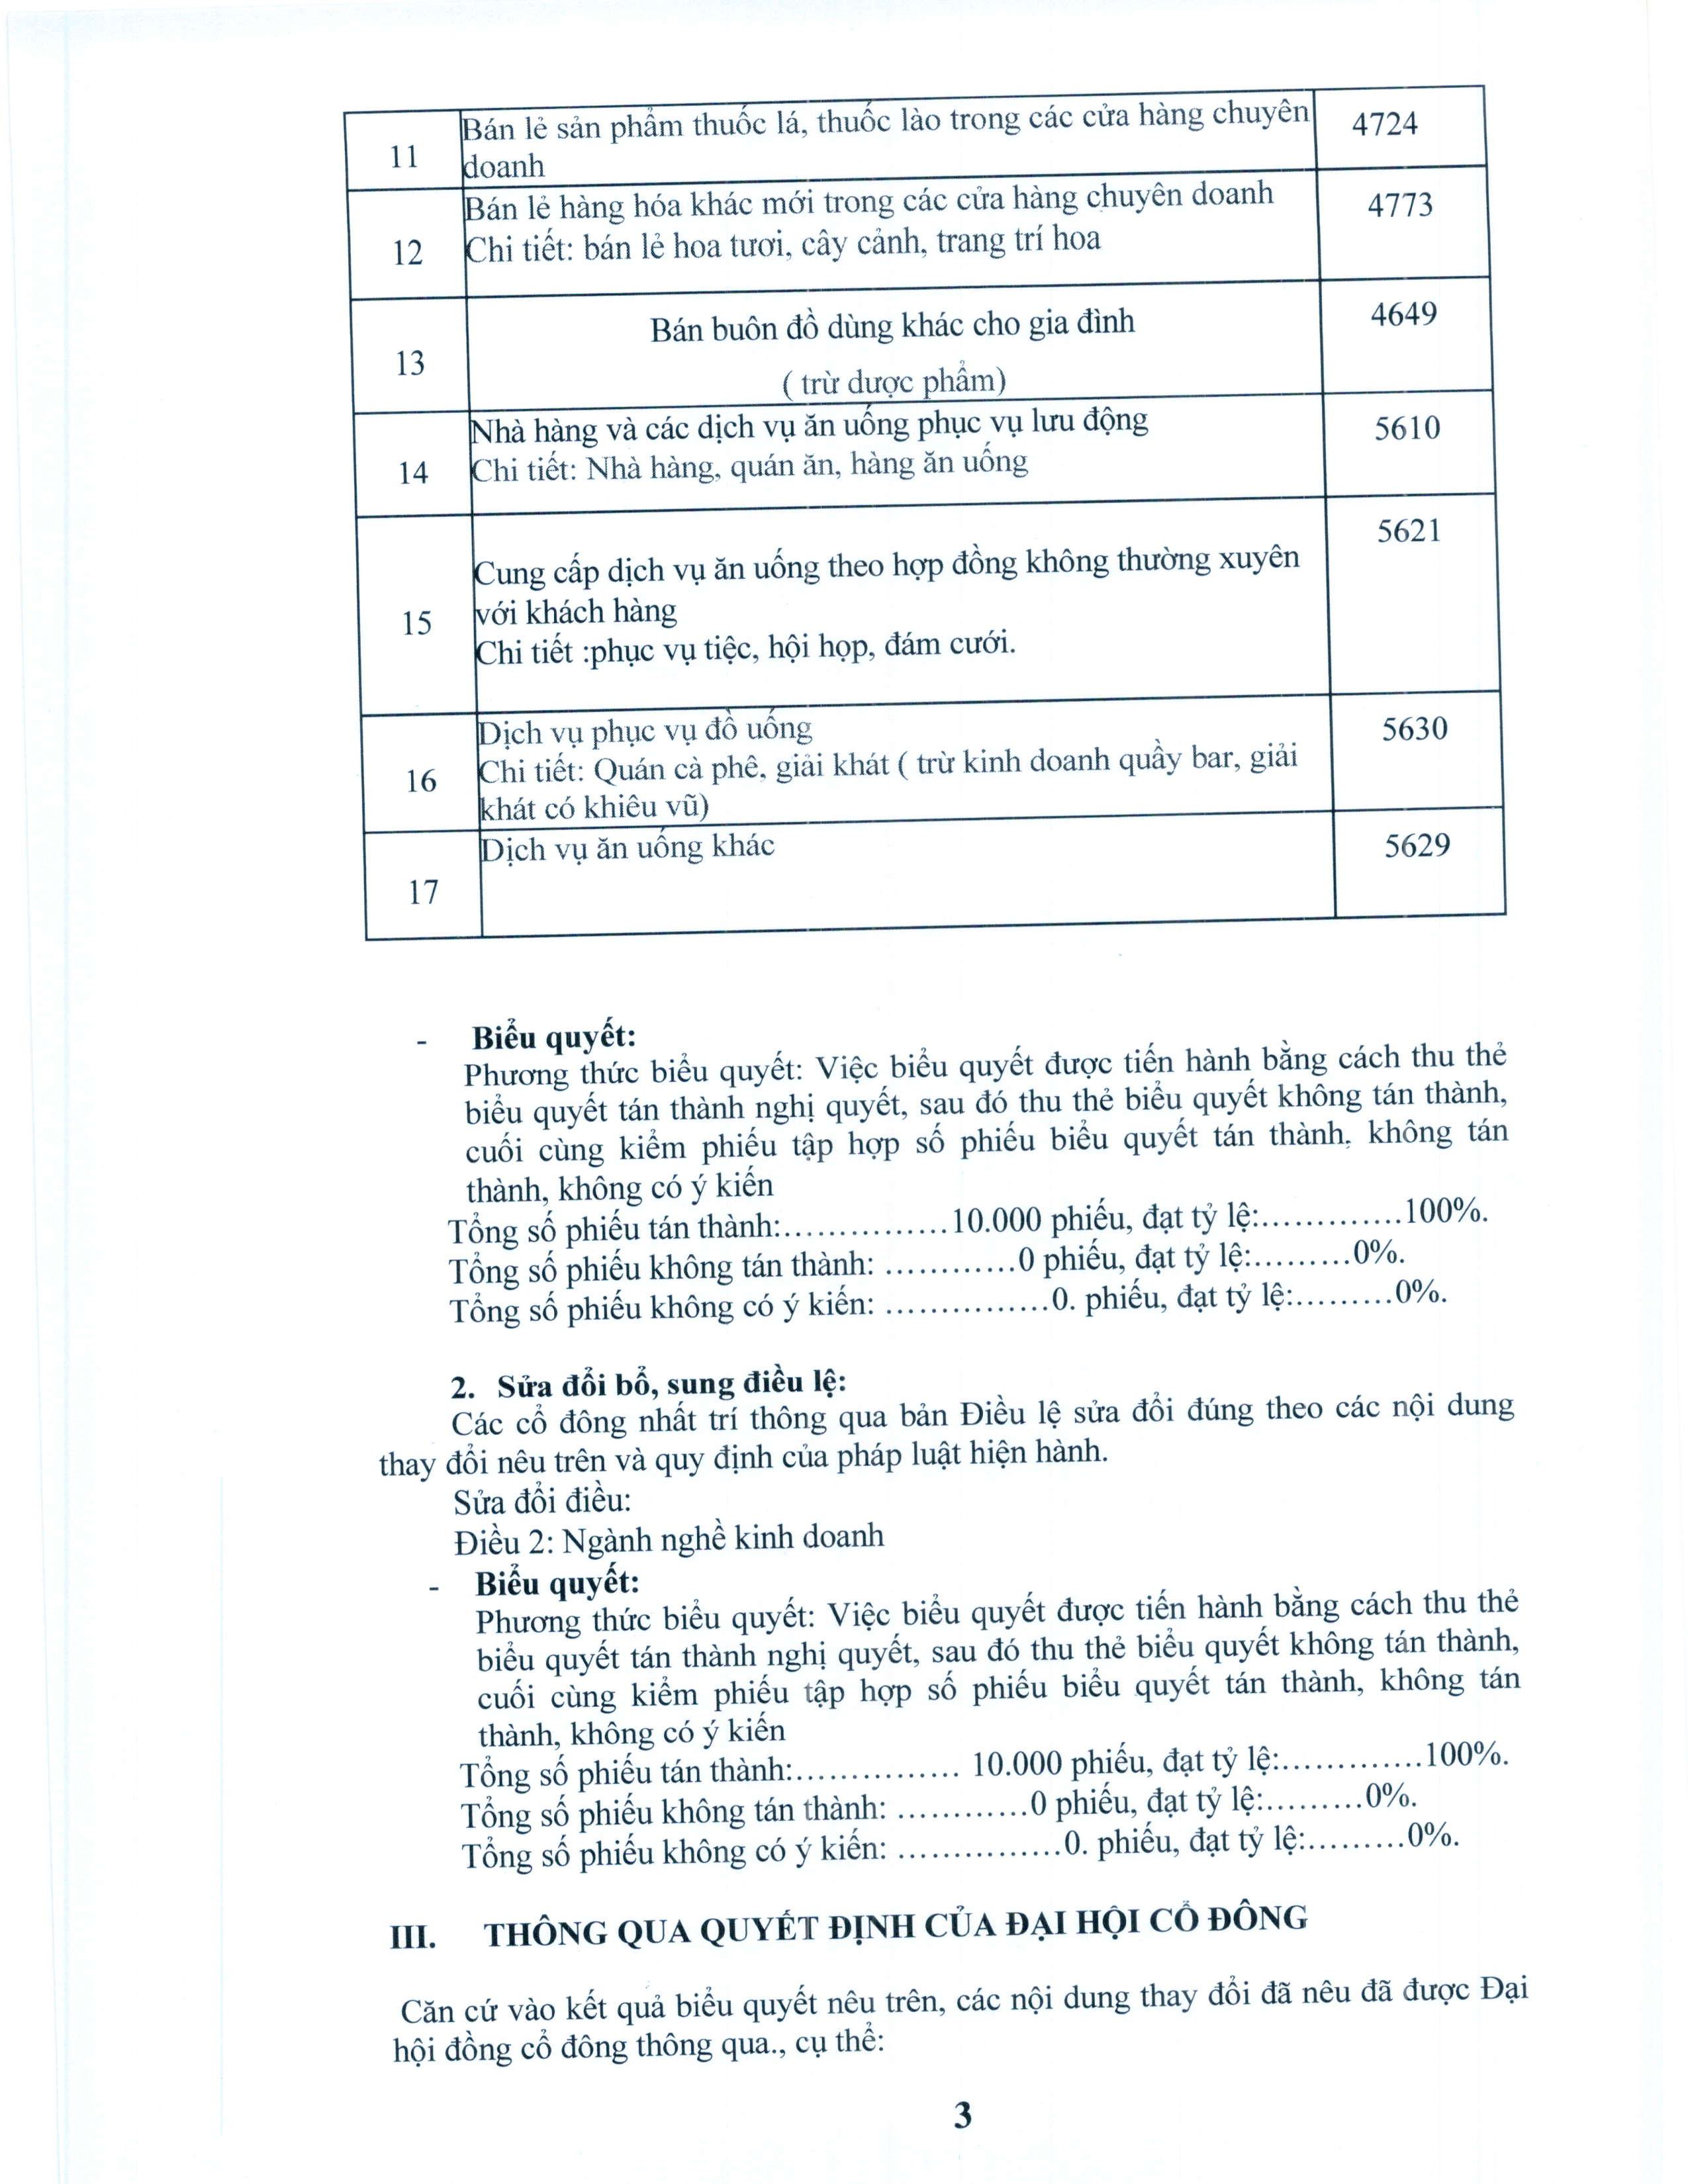 11
Bán lẻ sản phẩm thuốc lá, thuốc lào trong các cửa hàng chuyên
doanh
4724
12
Bán lẻ hàng hóa khác mới trong các cửa hàng chuyên doanh
Chi tiết: bán lẻ hoa tươi, cây cảnh, trang trí hoa
4773
13
Bán buôn đồ dùng khác cho gia đình
( trừ dược phẩm)
4649
14
Nhà hàng và các dịch vụ ăn uống phục vụ lưu động
Chi tiết: Nhà hàng, quán ăn, hàng ăn uống
5610
15
Cung cấp dịch vụ ăn uống theo hợp đồng không thường xuyên
với khách hàng
Chi tiết :phục vụ tiệc, hội họp, đám cưới.
5621
16
Dịch vụ phục vụ đồ uống
Chi tiết: Quán cà phê, giải khát ( trừ kinh doanh quầy bar, giải
khát có khiêu vũ)
5630
17
Dịch vụ ăn uống khác
5629
- Biểu quyết:
Phương thức biểu quyết: Việc biểu quyết được tiến hành bằng cách thu thẻ
biểu quyết tán thành nghị quyết, sau đó thu thẻ biểu quyết không tán thành,
cuối cùng kiểm phiếu tập hợp số phiếu biểu quyết tán thành, không tán
thành, không có ý kiến
Tổng số phiếu tán thành:...............10.000 phiếu, đạt tỷ lệ:.............100%.
Tổng số phiếu không tán thành: ............0 phiếu, đạt tỷ lệ:.........0%.
Tổng số phiếu không có ý kiến: ...............0. phiếu, đạt tỷ lệ:.........0%.
2. Sửa đổi bổ, sung điều lệ:
Các cổ đông nhất trí thông qua bản Điều lệ sửa đổi đúng theo các nội dung
thay đổi nêu trên và quy định của pháp luật hiện hành.
Sửa đổi điều:
Điều 2: Ngành nghề kinh doanh
- Biểu quyết:
Phương thức biểu quyết: Việc biểu quyết được tiến hành bằng cách thu thẻ
biểu quyết tán thành nghị quyết, sau đó thu thẻ biểu quyết không tán thành,
cuối cùng kiểm phiếu tập hợp số phiếu biểu quyết tán thành, không tán
thành, không có ý kiến
Tổng số phiếu tán thành:............... 10.000 phiếu, đạt tỷ lệ:.............100%.
Tổng số phiếu không tán thành: ............0 phiếu, đạt tỷ lệ:.........0%.
Tổng số phiếu không có ý kiến: ...............0. phiếu, đạt tỷ lệ:.........0%.
III. THÔNG QUA QUYẾT ĐỊNH CỦA ĐẠI HỘI CỔ ĐÔNG
Căn cứ vào kết quả biểu quyết nêu trên, các nội dung thay đổi đã nêu đã được Đại
hội đồng cổ đông thông qua., cụ thể:
3